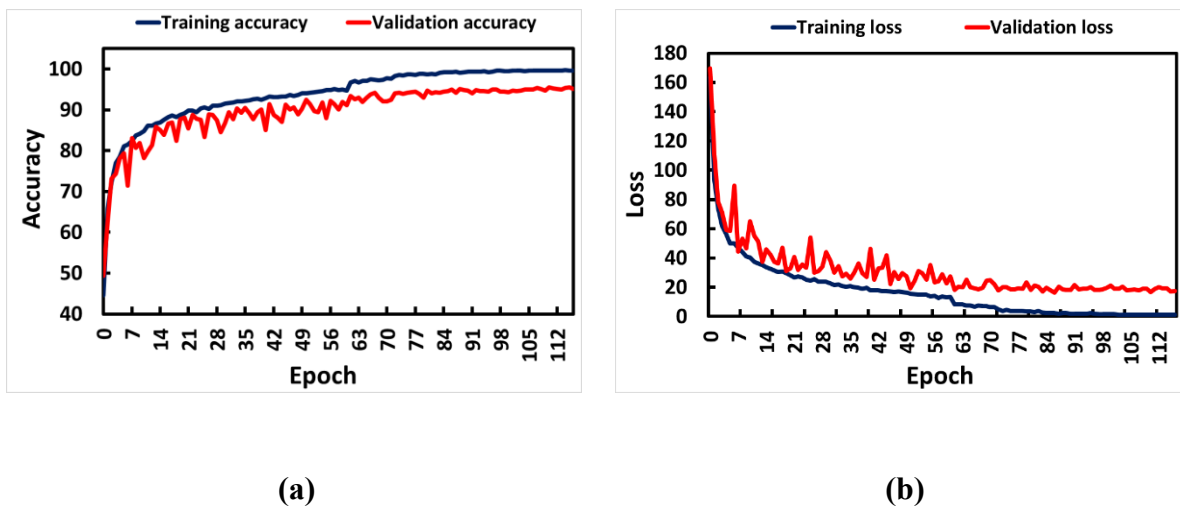 Training accuracy Validation accuracy
100
90
80
70
60
50
40
Accuracy
0 7 14 21 28 35 42 49 56 63 70 77 84 91 98 105 112
Epoch
(a)
Training loss Validation loss
180
160
140
120
100
80
60
40
20
0
Loss
0 7 14 21 28 35 42 49 56 63 70 77 84 91 98 105 112
Epoch
(b)